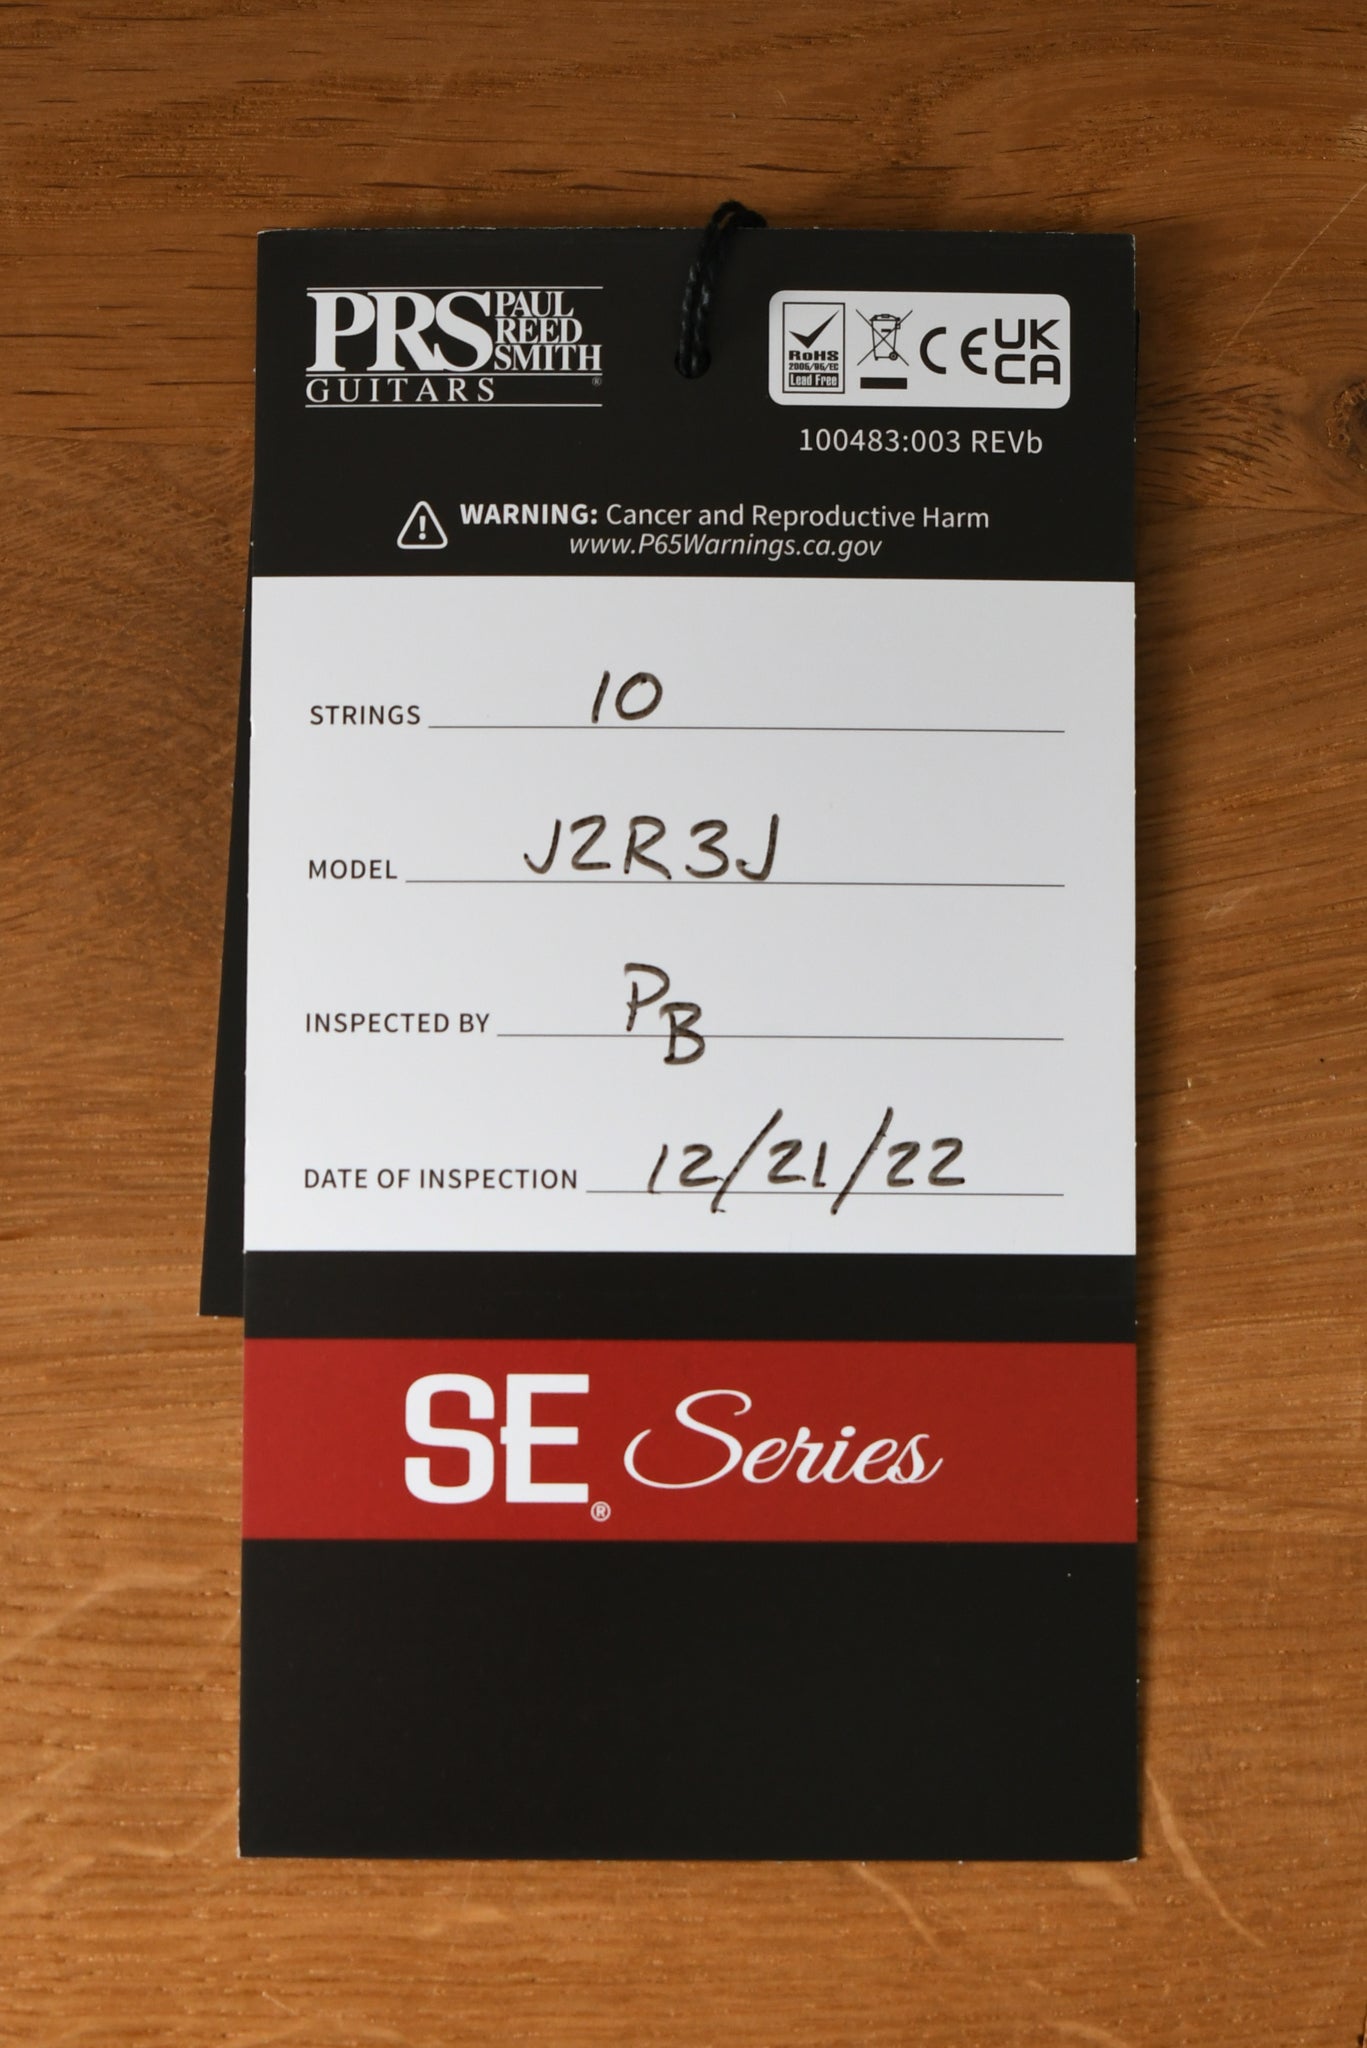 PRS PAUL REED SMITH
GUITARS ®
RoHS
2006/95/EC
Lead Free
CE UK CA
100483:003 REVb
WARNING: Cancer and Reproductive Harm
www.P65Warnings.ca.gov
STRINGS 10
MODEL J2R3J
INSPECTED BY PB
DATE OF INSPECTION 12/21/22
SE® Series